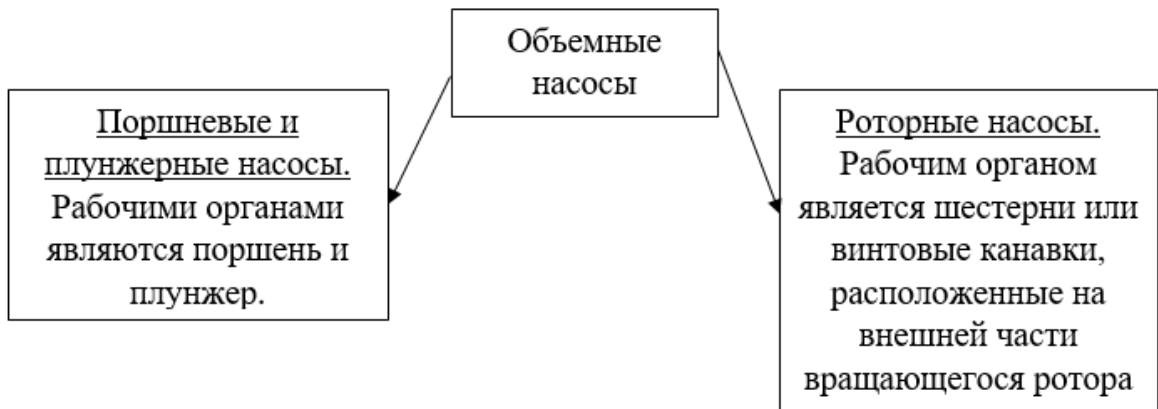 Объемные
насосы
Поршневые и
плунжерные насосы.
Рабочими органами
являются поршень и
плунжер.
Роторные насосы.
Рабочим органом
является шестерни или
винтовые канавки,
расположенные на
внешней части
вращающегося ротора